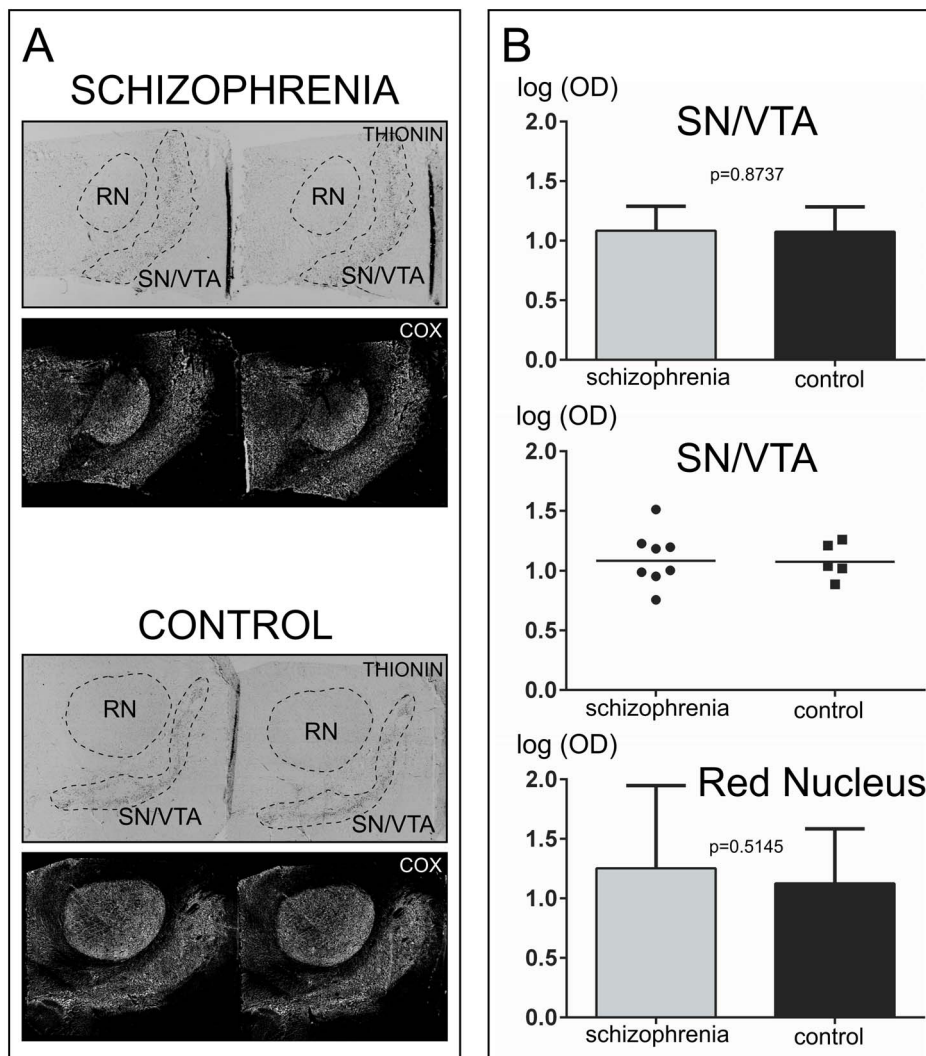 A
SCHIZOPHRENIA
THIONIN
RN
RN
SN/VTA
SN/VTA
COX
CONTROL
THIONIN
RN
RN
SN/VTA
SN/VTA
COX
B
log (OD)
SN/VTA
2.0
p=0.8737
1.5
1.0
0.5
0.0
schizophrenia
control
log (OD)
SN/VTA
2.0
1.5
1.0
0.5
0.0
schizophrenia
control
log (OD)
Red Nucleus
2.0
1.5
p=0.5145
1.0
0.5
0.0
schizophrenia
control